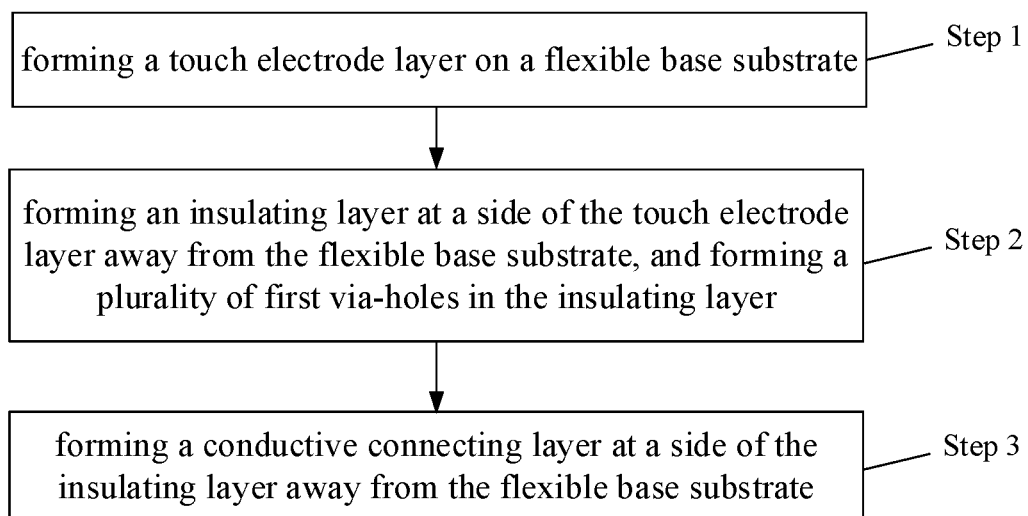 forming a touch electrode layer on a flexible base substrate
Step 1
forming an insulating layer at a side of the touch electrode
layer away from the flexible base substrate, and forming a
plurality of first via-holes in the insulating layer
Step 2
forming a conductive connecting layer at a side of the
insulating layer away from the flexible base substrate
Step 3